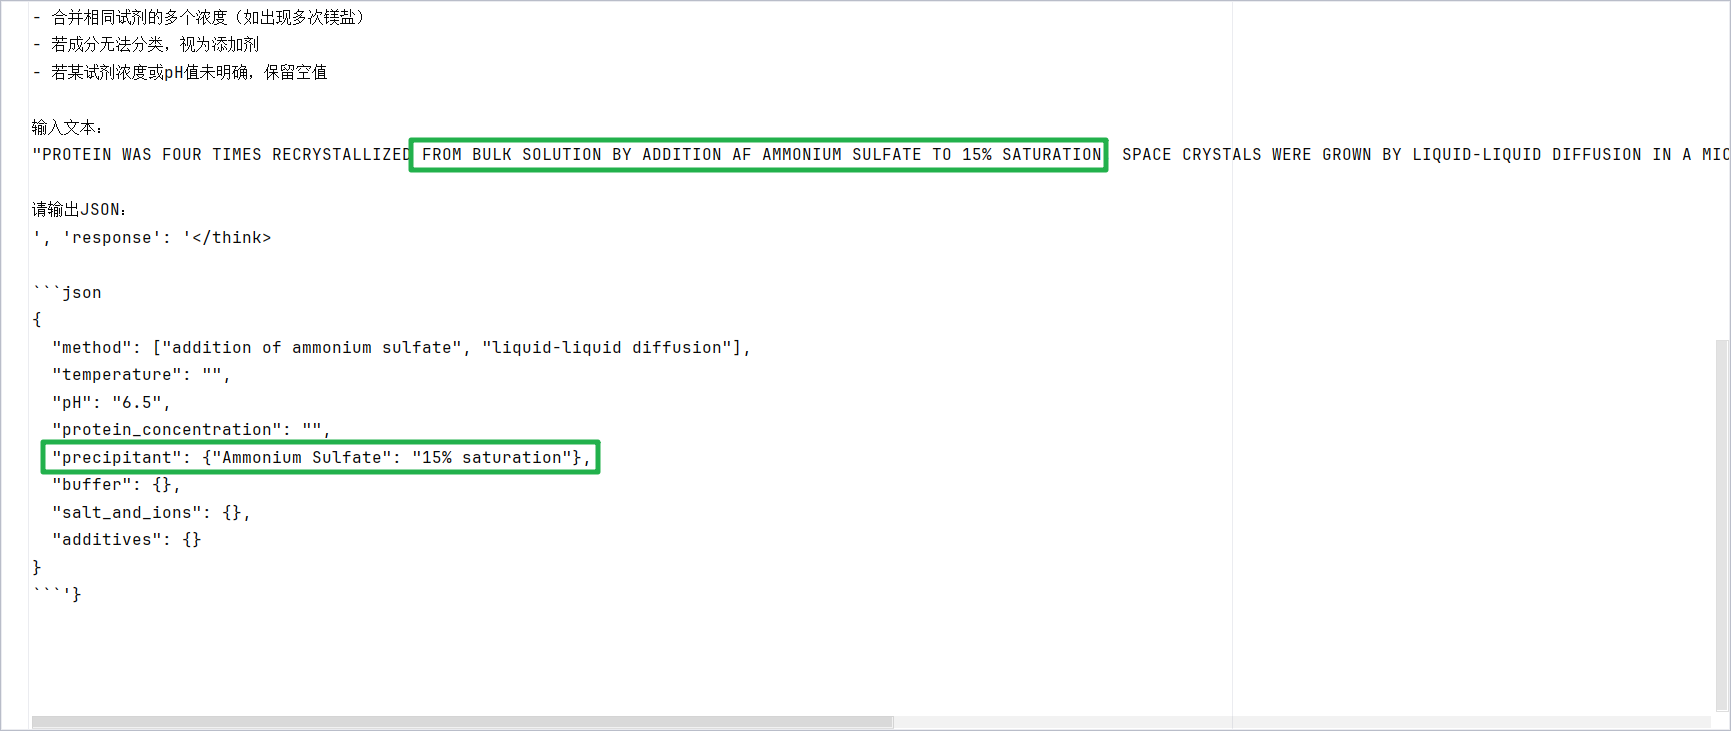 - 合并相同试剂的多个浓度（如出现多次镁盐）
- 若成分无法分类，视为添加剂
- 若某试剂浓度或pH值未明确，保留空值
输入文本：
"PROTEIN WAS FOUR TIMES RECRYSTALLIZED FROM BULK SOLUTION BY ADDITION AF AMMONIUM SULFATE TO 15% SATURATION SPACE CRYSTALS WERE GROWN BY LIQUID-LIQUID DIFFUSION IN A
请输出JSON：
', 'response': '</think>
```json
{
"method": ["addition of ammonium sulfate", "liquid-liquid diffusion"],
"temperature": "",
"pH": "6.5",
"protein_concentration": "",
"precipitant": {"Ammonium Sulfate": "15% saturation"},
"buffer": {},
"salt_and_ions": {},
"additives": {}
}
```'}